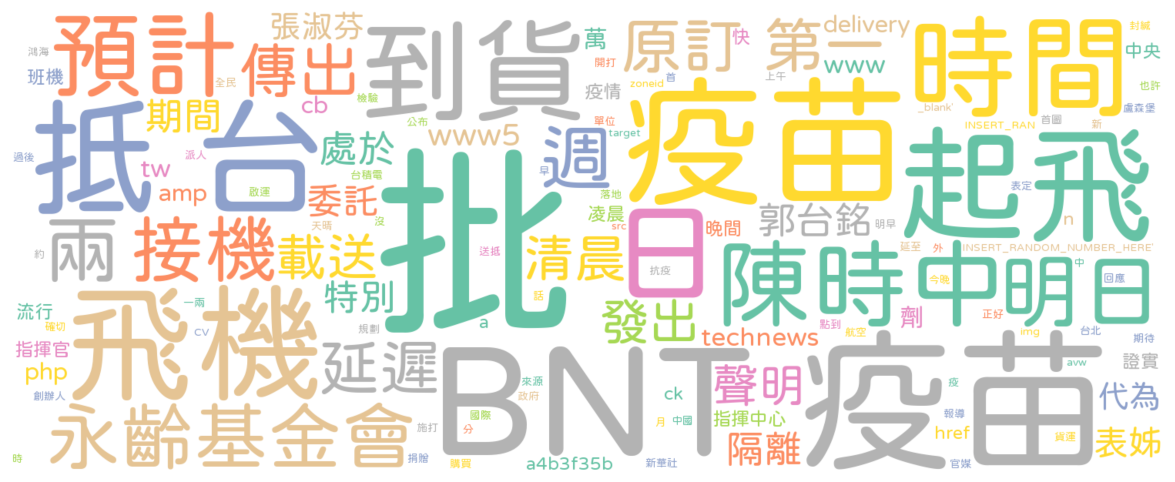 鴻海
預計
張淑芬
到貨
萬
原訂
快
第一
delivery
時間
封緘
班機
全民
傳出
檢驗
開打
疫情
zoneid
首
上午
www
中央
也許
cb
公布
單位
_blank'
盧森堡
抵台
期間
www5
target
INSERT_RAN
首圖
新
過後
派人
處於
台積電
週
早
疫苗
起飛
表定
tw
amp
啟運
委託
沒
批
落地
凌晨
src
日
晚間
郭台銘
明早
n
約
兩
接機
天晴
載送
送抵
清晨
抗疫
陳時中
延至
外
INSERT_RANDOM_NUMBER_HERE'
明日
中
回應
今晚
流行
確切
飛機
一兩
特別
a
話
發出
劑
正好
cv
規劃
technews
點到
航空
img
台北
期待
指揮官
php
延遲
BNT疫苗
avw
證實
創辦人
來源
政府
ck
聲明
疫
代為
永齡基金會
施打
國際
分
月
中國
指揮中心
報導
href
貨運
表姊
時
捐贈
購買
a4b3f35b
新華社
隔離
官媒